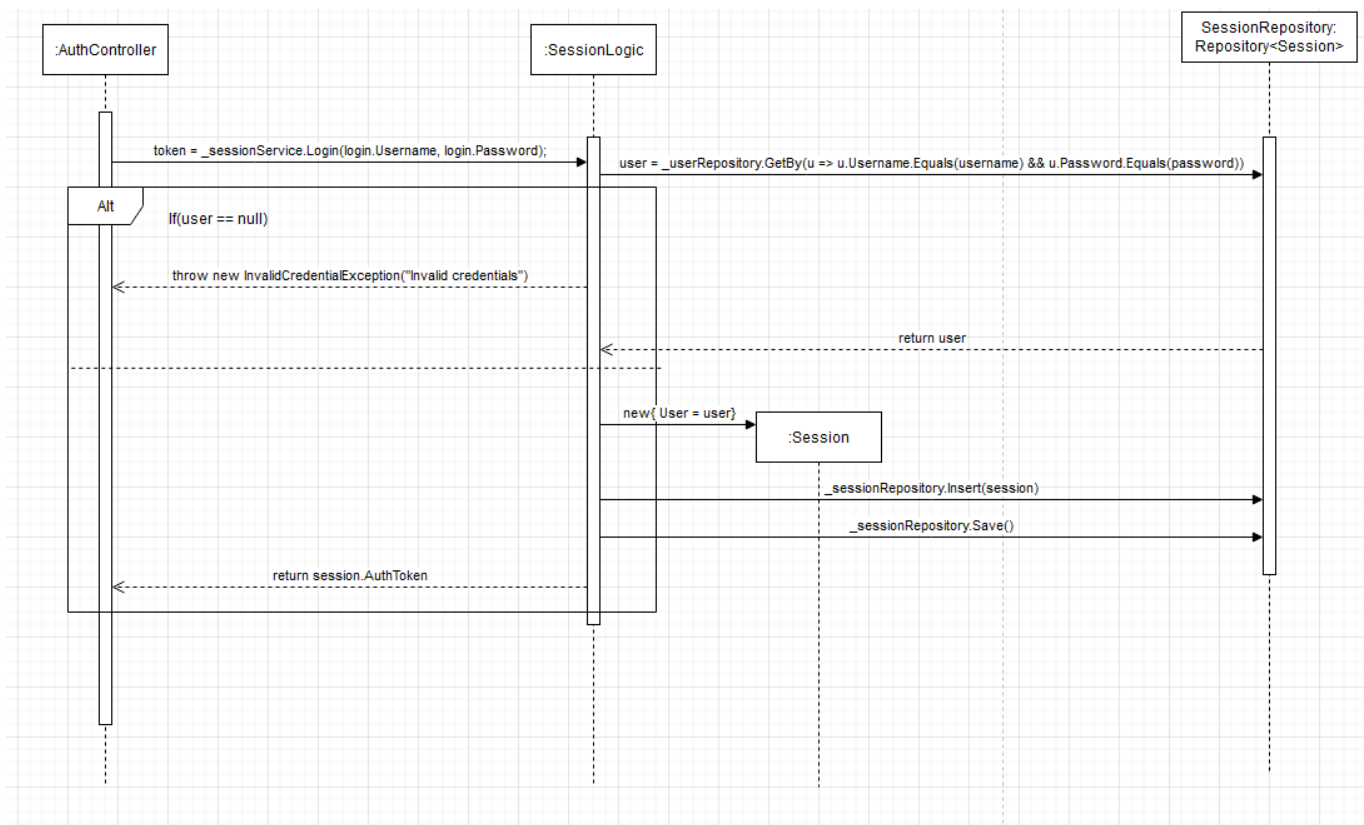 SessionRepository:
Repository<Session>
:AuthController
:SessionLogic
token = _sessionService.Login(login.Username, login.Password);
user = _userRepository.GetBy(u => u.Username.Equals(username) && u.Password.Equals(password))
Alt
If(user == null)
throw new InvalidCredentialException("Invalid credentials")
return user
new{ User = user}
:Session
_sessionRepository.Insert(session)
_sessionRepository.Save()
return session.AuthToken